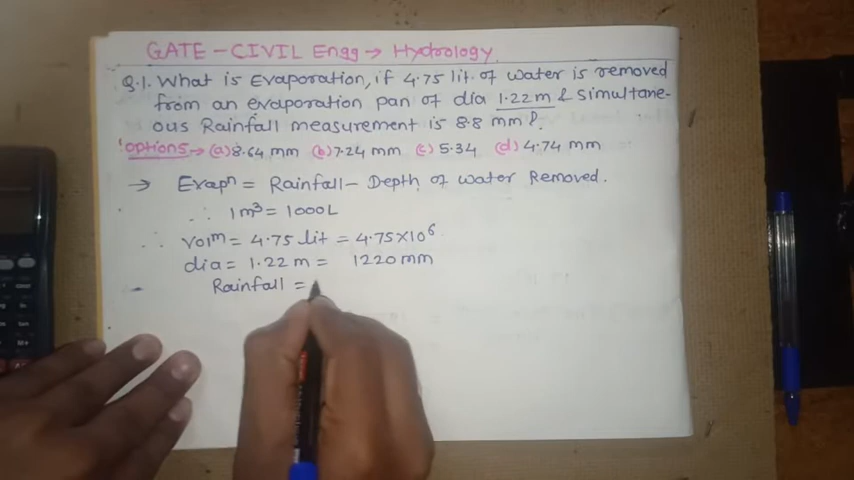 GATE - CIVIL Engg → Hydrology
Q.1. What is Evaporation, if 4.75 lit. of water is removed
from an evaporation pan of dia 1.22m & simultane-
ous Rainfall measurement is 8.8 mm ?.
options → (a) 8.64 mm (b) 7.24 mm (c) 5.34 (d) 4.74 mm
→ Evapⁿ = Rainfall - Depth of water Removed.
∴ 1m³ = 1000L
∴ volᵐ = 4.75 lit = 4.75×10⁶
dia = 1.22 m = 1220 mm
Rainfall =